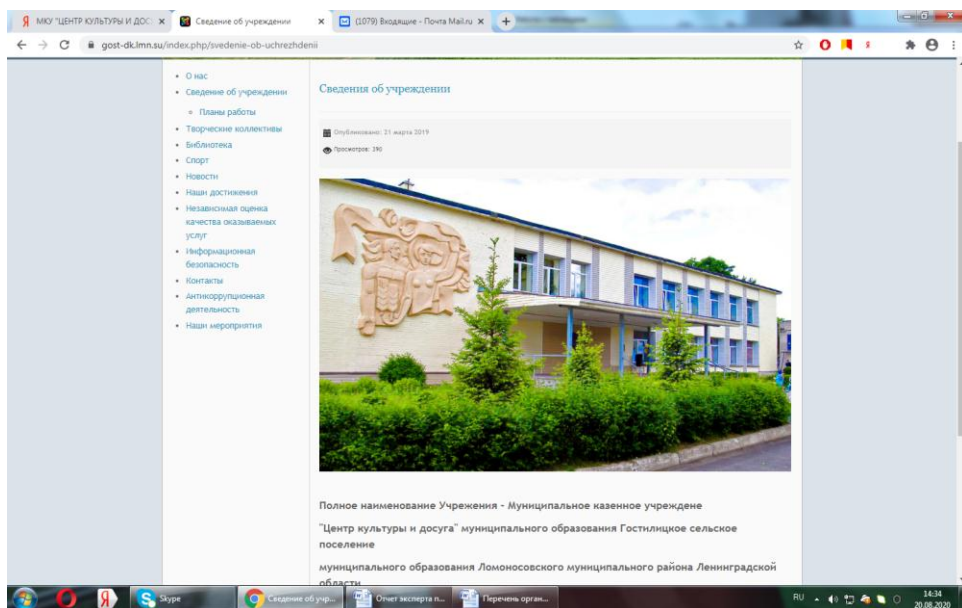 МКУ "ЦЕНТР КУЛЬТУРЫ И ДОС
Сведение об учреждении
(1079) Входящие - Почта Mail.ru
gost-dk.lmn.su/index.php/svedenie-ob-uchrezhdenii
О нас
Сведение об учреждении
Планы работы
Творческие коллективы
Библиотека
Спорт
Новости
Наши достижения
Независимая оценка
качества оказываемых
услуг
Информационная
безопасность
Контакты
Антикоррупционная
деятельность
Наши мероприятия
Сведения об учреждении
Опубликовано: 21 марта 2019
Просмотров: 390
Полное наименование Учрежения - Муниципальное казенное учреждене
"Центр культуры и досуга" муниципального образования Гостилицкое сельское
поселение
муниципального образования Ломоносовского муниципального района Ленинградской
области
Skype
Сведение об учр...
Отчет эксперта п...
Перечень орган...
RU
14:34
20.08.2020